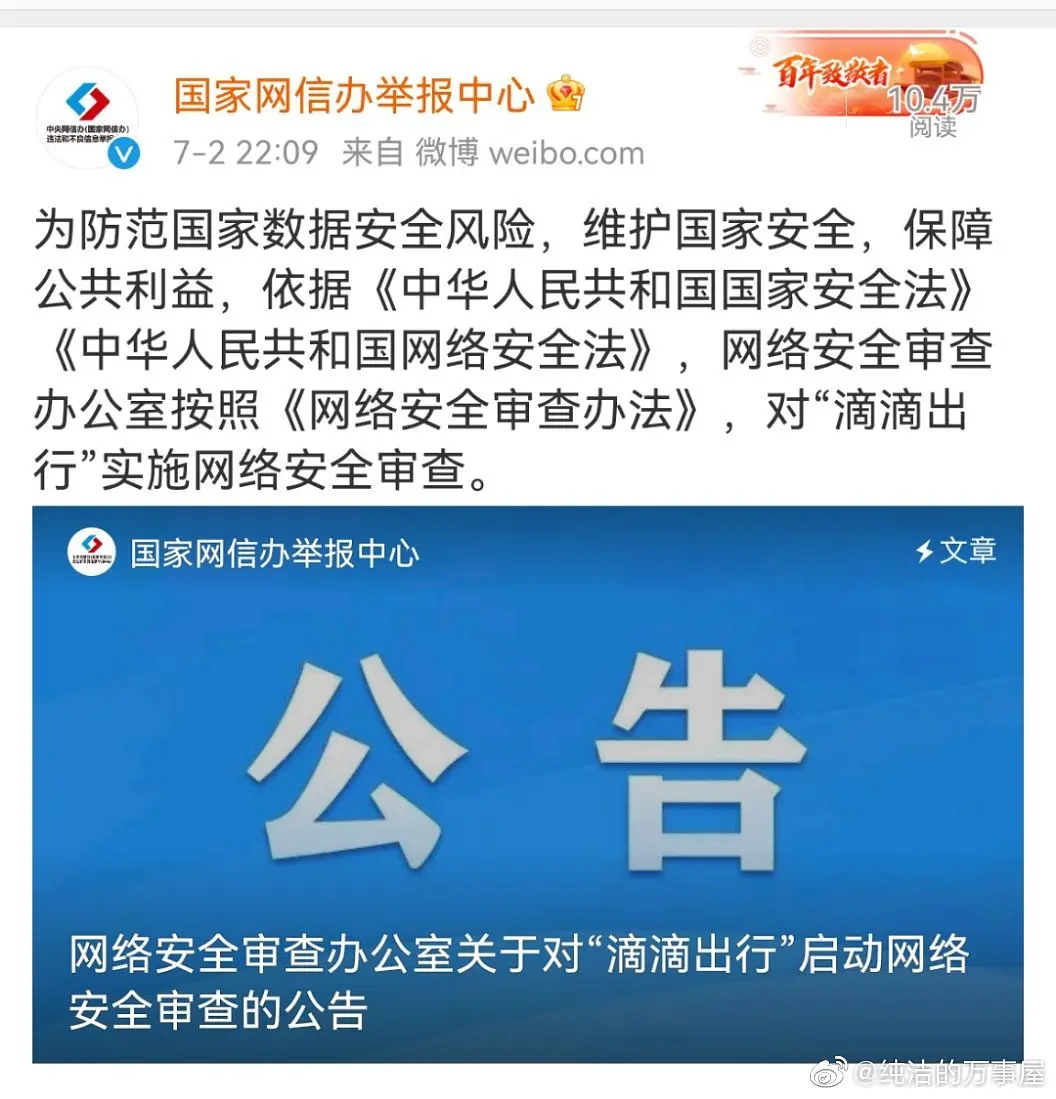 百年致敬者
国家网信办举报中心
10.4万
阅读
中央网信办(国家网信办)
违法和不良信息举报
7-2 22:09 来自 微博 weibo.com
为防范国家数据安全风险，维护国家安全，保障
公共利益，依据《中华人民共和国国家安全法》
《中华人民共和国网络安全法》，网络安全审查
办公室按照《网络安全审查办法》，对“滴滴出
行”实施网络安全审查。
国家网信办举报中心
文章
公告
网络安全审查办公室关于对“滴滴出行”启动网络
安全审查的公告
@纯洁的万事屋